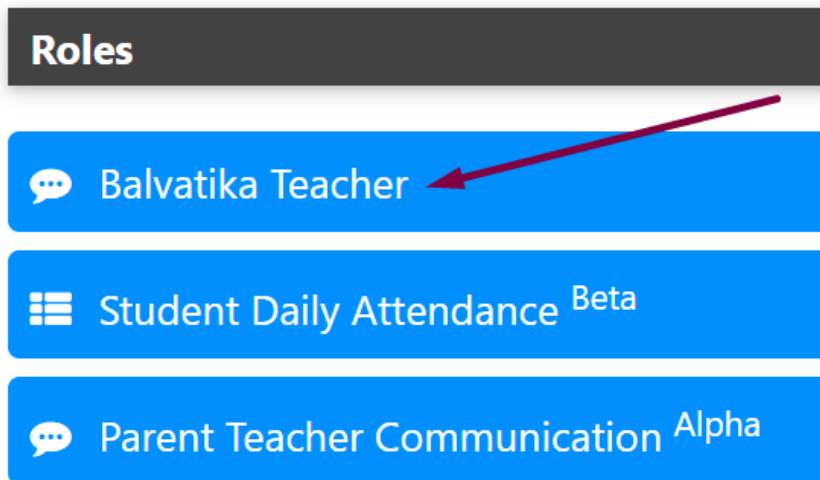 Roles
Balvatika Teacher
Student Daily Attendance Beta
Parent Teacher Communication Alpha